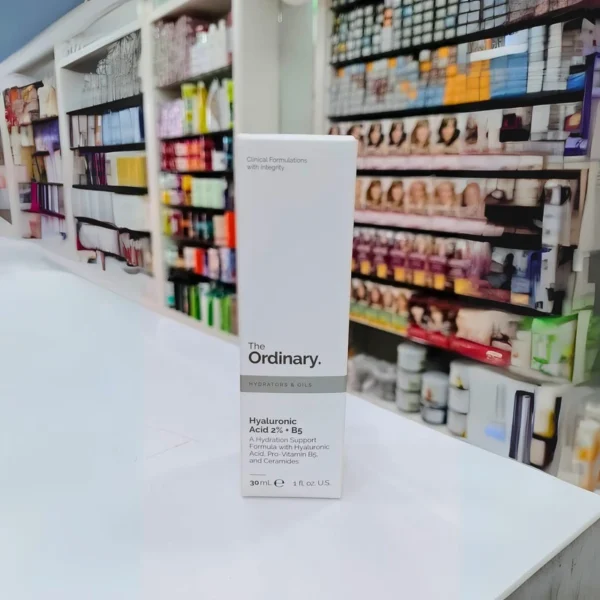 Clinical Formulations
with Integrity.
The
Ordinary.
HYDRATORS & OILS
Hyaluronic
Acid 2% + B5
A Hydration Support
Formula with Hyaluronic
Acid, Pro-Vitamin B5,
and Ceramides
30 mL ℮ 1 fl. oz. U.S.